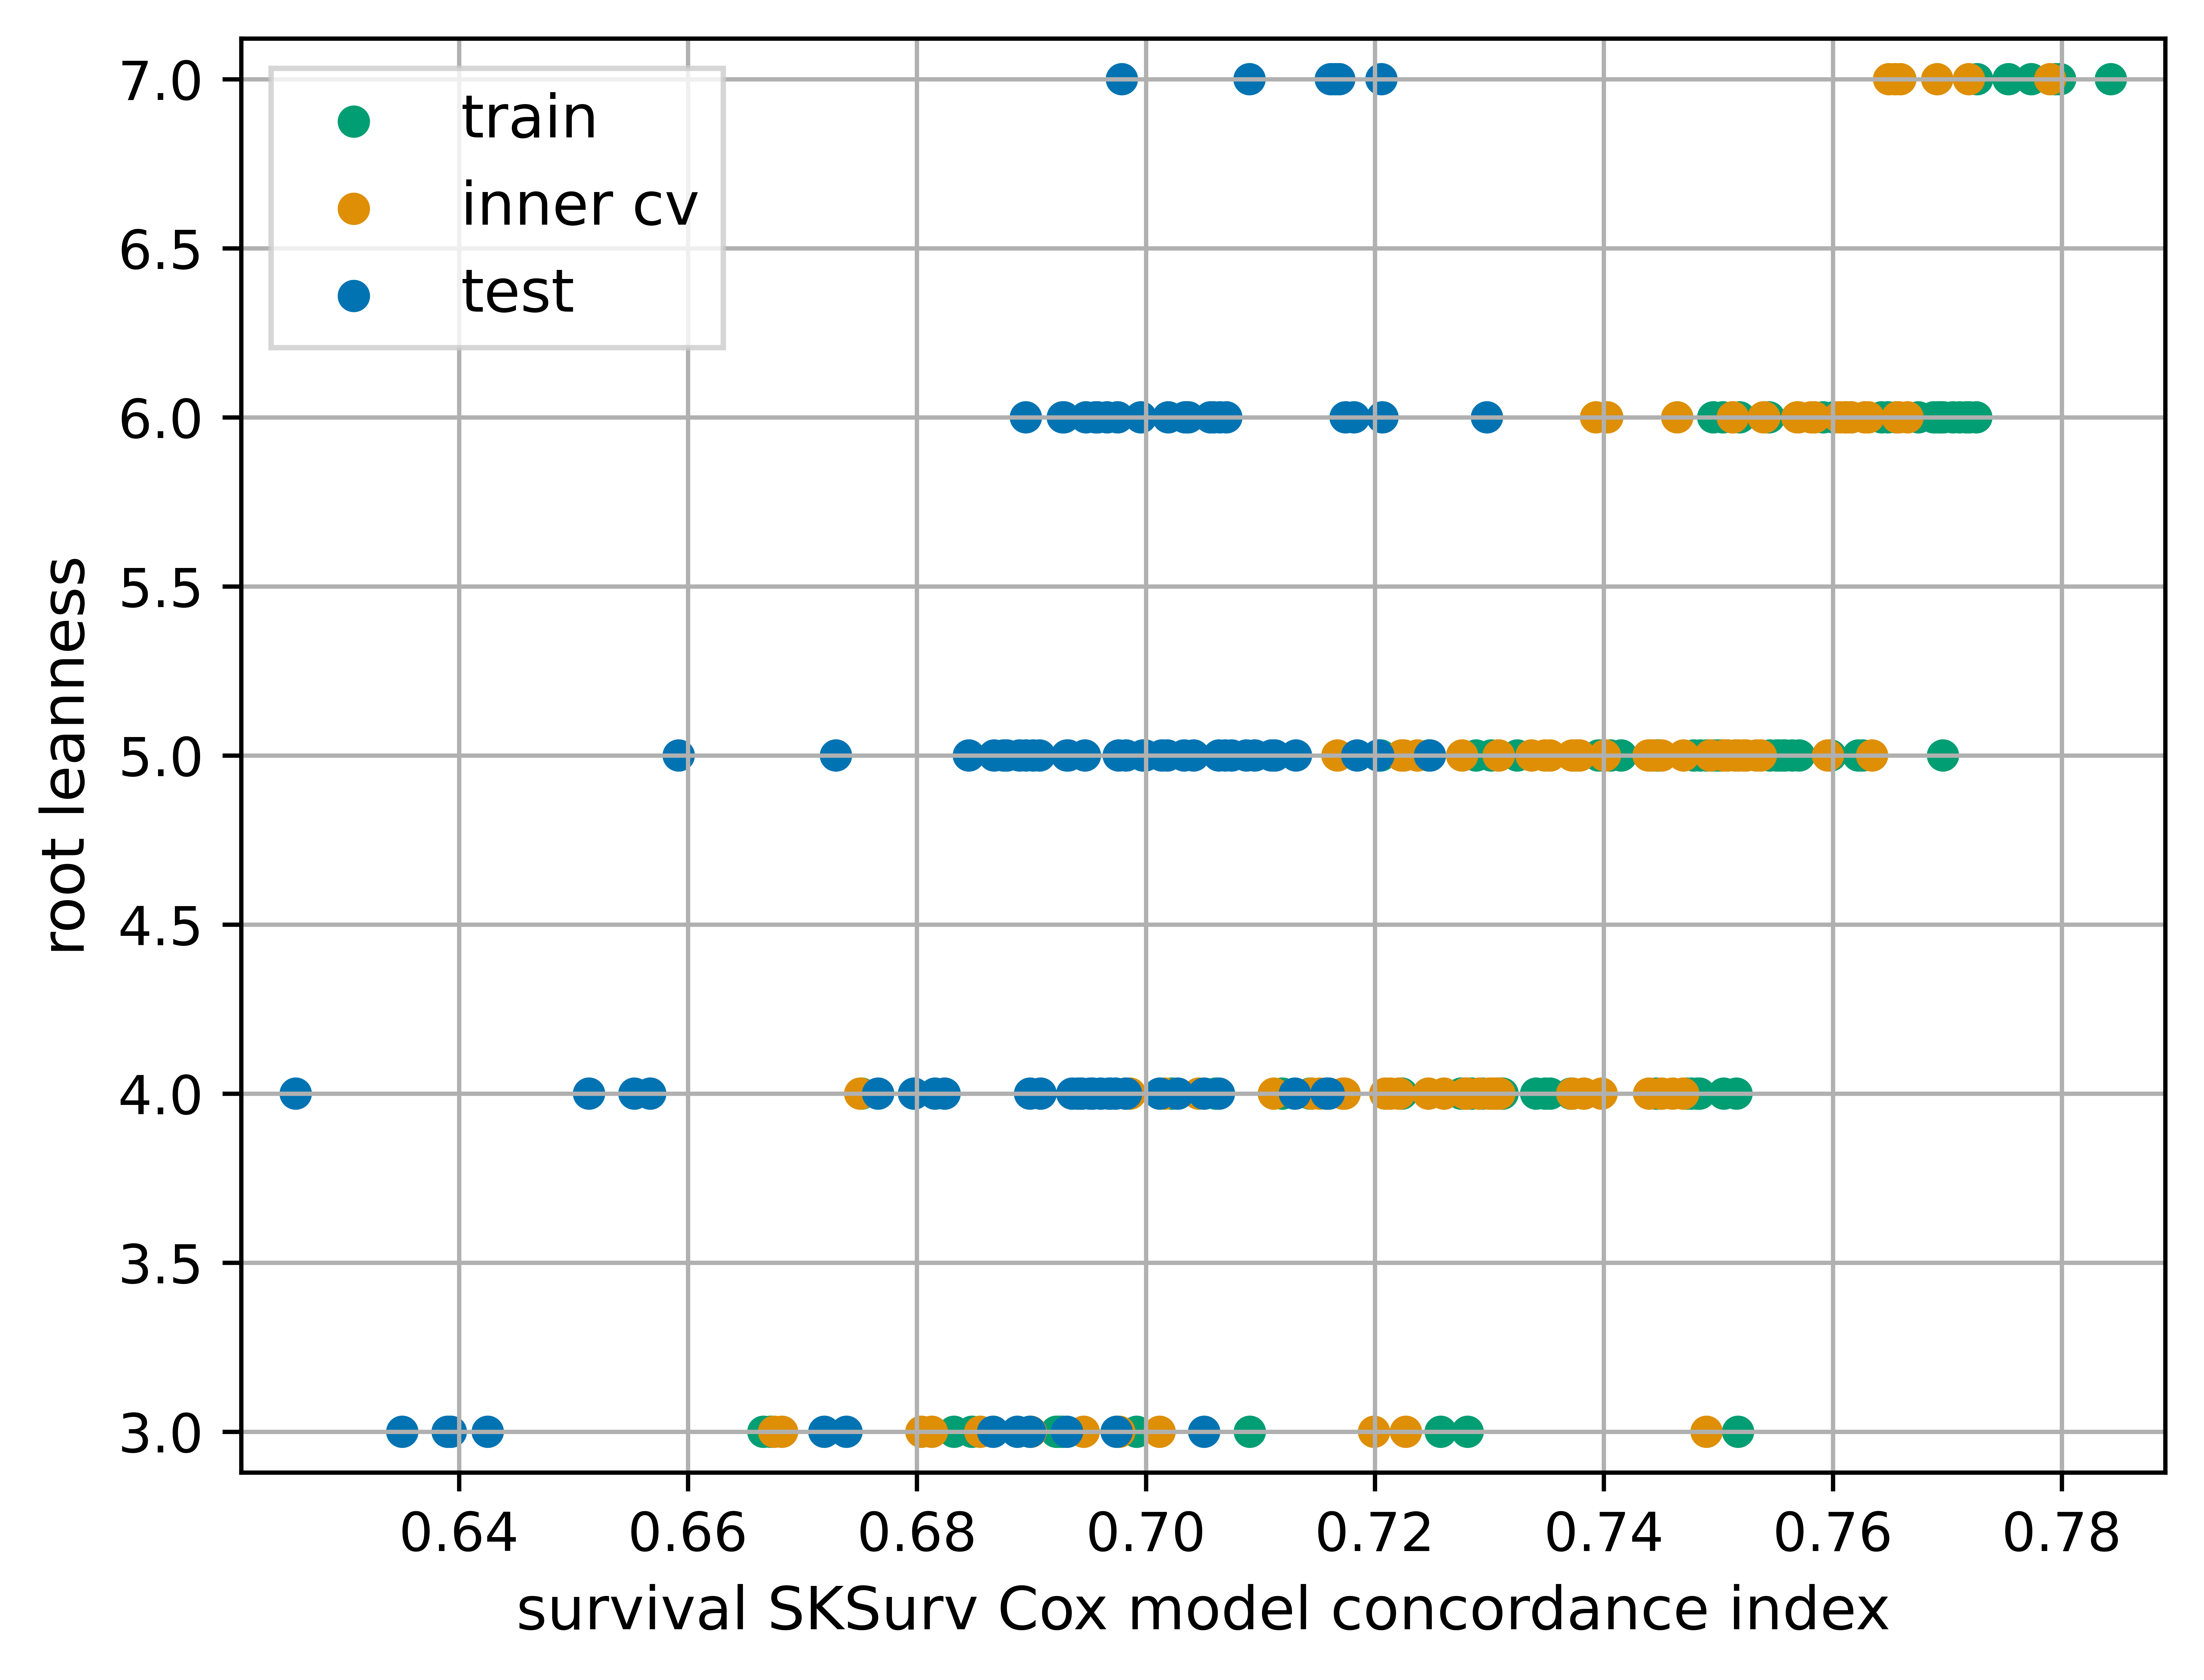 train
inner cv
test
7.0
6.5
6.0
5.5
5.0
4.5
4.0
3.5
3.0
root leanness
0.64 0.66 0.68 0.70 0.72 0.74 0.76 0.78
survival SKSurv Cox model concordance index